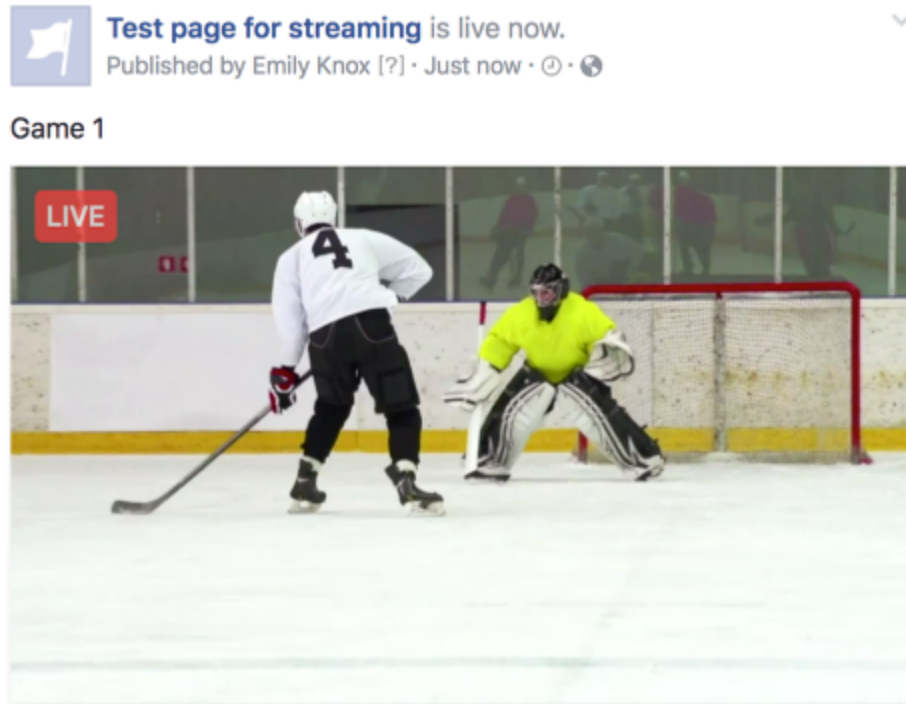 Test page for streaming is live now.
Published by Emily Knox [?] · Just now ·  ·
Game 1
LIVE
4